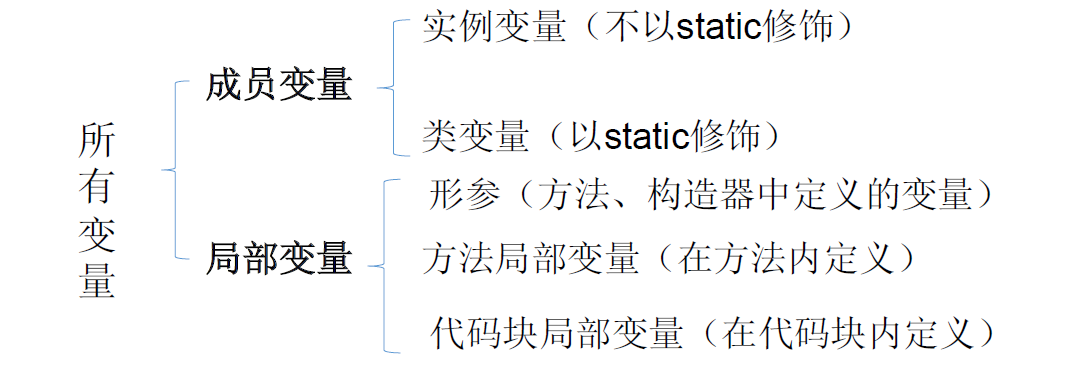 所有变量
成员变量
实例变量（不以static修饰）
类变量（以static修饰）
局部变量
形参（方法、构造器中定义的变量）
方法局部变量（在方法内定义）
代码块局部变量（在代码块内定义）